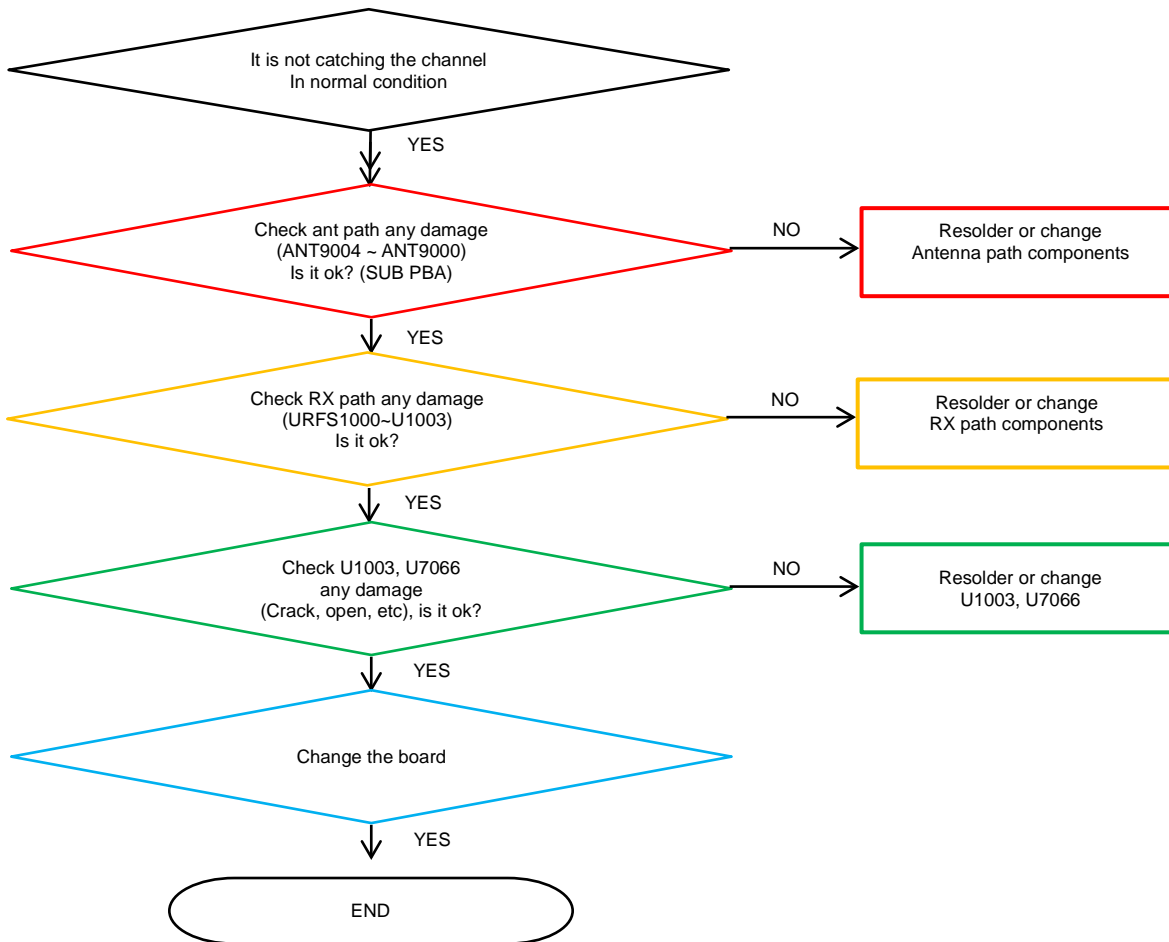 It is not catching the channel
In normal condition
YES
Check ant path any damage
(ANT9004 ~ ANT9000)
Is it ok? (SUB PBA)
NO
Resolder or change
Antenna path components
YES
Check RX path any damage
(URFS1000~U1003)
Is it ok?
NO
Resolder or change
RX path components
YES
Check U1003, U7066
any damage
(Crack, open, etc), is it ok?
NO
Resolder or change
U1003, U7066
YES
Change the board
YES
END